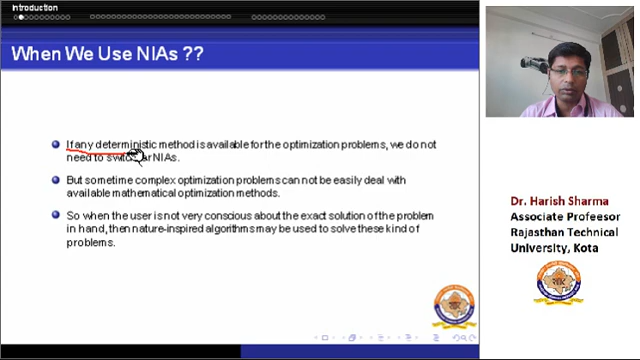 Introduction
When We Use NIAs ??
If any deterministic method is available for the optimization problems, we do not
need to switch NIAs.
But sometime complex optimization problems can not be easily deal with
available mathematical optimization methods.
So when the user is not very conscious about the exact solution of the problem
in hand, then nature-inspired algorithms may be used to solve these kind of
problems.
Dr. Harish Sharma
Associate Profeesor
Rajasthan Technical
University, Kota